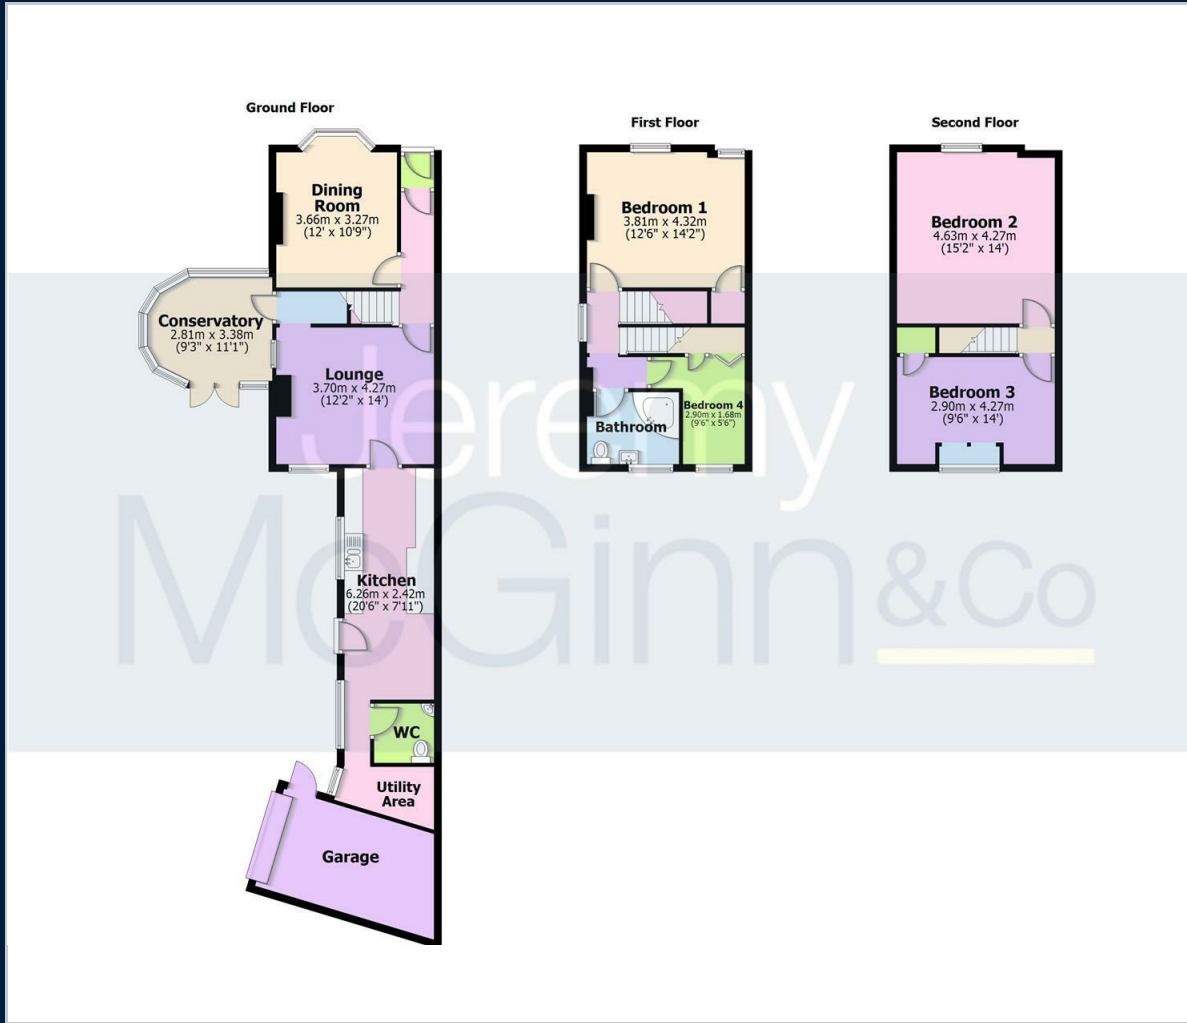 Ground Floor
Dining
Room
3.66m x 3.27m
(12' x 10'9")
Conservatory
2.81m x 3.38m
(9'3" x 11'1")
Lounge
3.70m x 4.27m
(12'2" x 14')
Kitchen
6.26m x 2.42m
(20'6" x 7'11")
WC
Utility
Area
Garage
First Floor
Bedroom 1
3.81m x 4.32m
(12'6" x 14'2")
Bedroom 4
2.90m x 1.68m
(9'6" x 5'6")
Bathroom
Second Floor
Bedroom 2
4.63m x 4.27m
(15'2" x 14')
Bedroom 3
2.90m x 4.27m
(9'6" x 14')
Jeremy
McGinn &Co